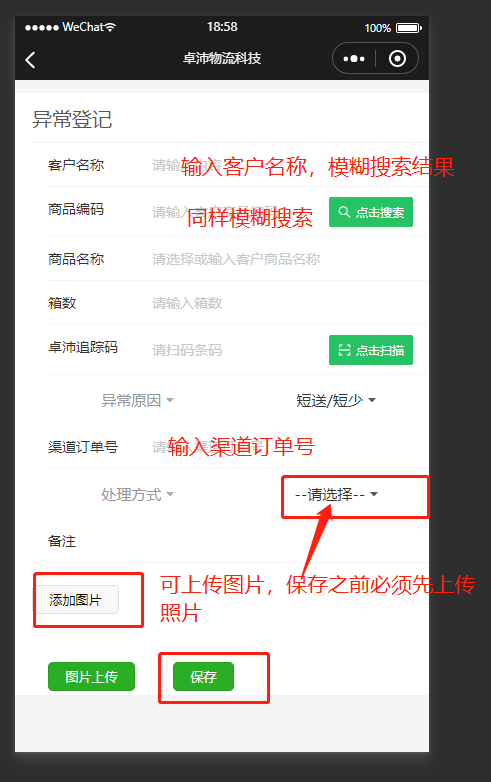 ●●●●● WeChat 18:58 100%
卓沛物流科技
异常登记
客户名称 请输入 输入客户名称，模糊搜索结果
商品编码 请输入 点击搜索
同样模糊搜索
商品名称 请选择或输入客户商品名称
箱数 请输入箱数
卓沛追踪码 请扫码条码 点击扫描
异常原因 短送/短少
渠道订单号 请输 输入渠道订单号
处理方式 --请选择--
备注
可上传图片，保存之前必须先上传
照片
添加图片
图片上传 保存